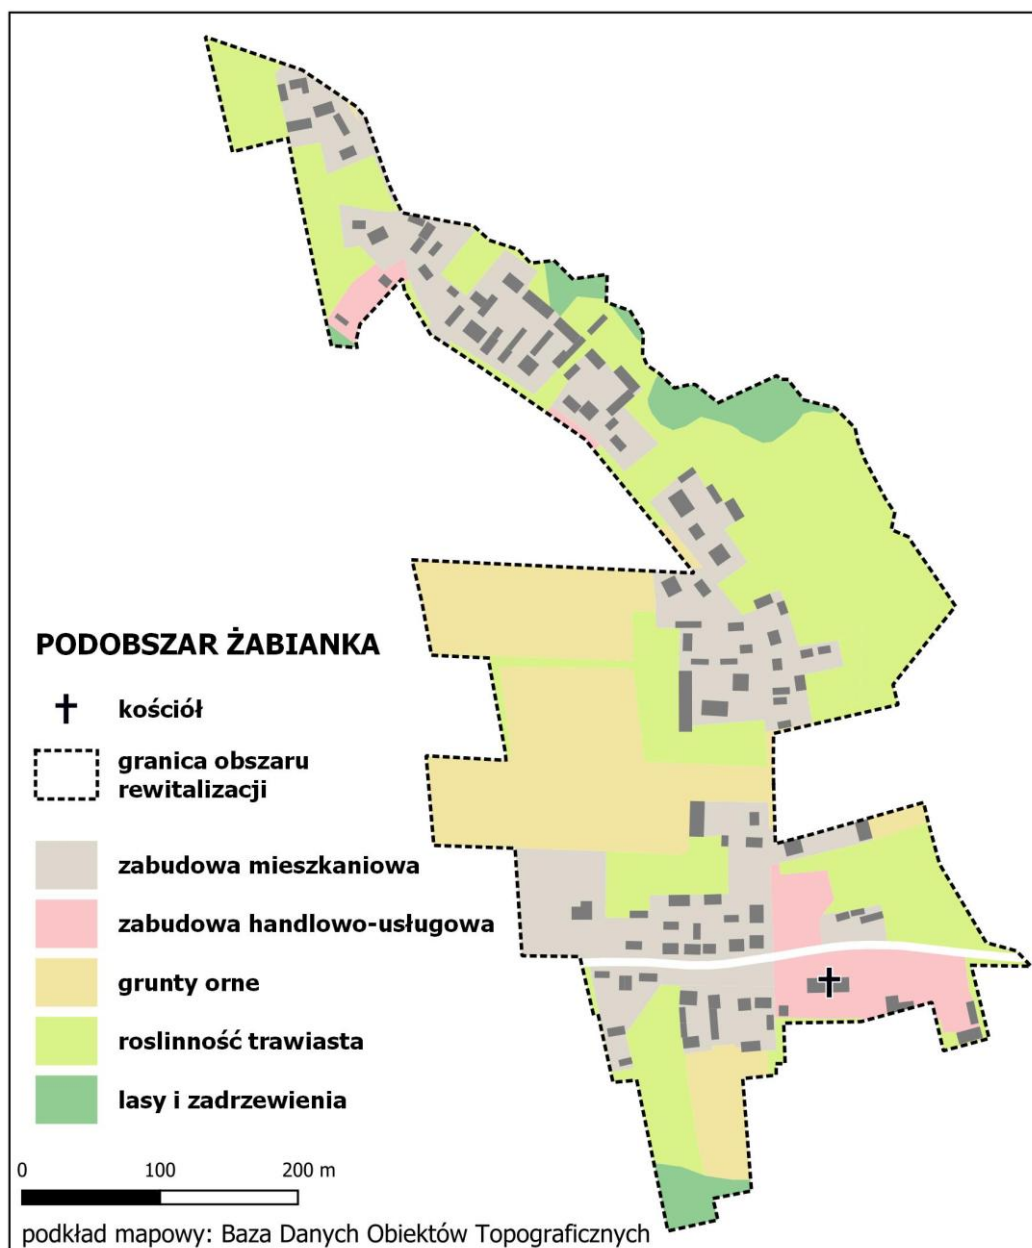 PODOBSZAR ŻABIANKA
kościół
granica obszaru
rewitalizacji
zabudowa mieszkaniowa
zabudowa handlowo-usługowa
grunty orne
roslinność trawiasta
lasy i zadrzewienia
0 100 200 m
podkład mapowy: Baza Danych Obiektów Topograficznych